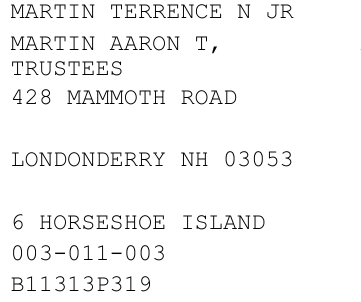 MARTIN TERRENCE N JR
MARTIN AARON T,
TRUSTEES
428 MAMMOTH ROAD
LONDONDERRY NH 03053
6 HORSESHOE ISLAND
003-011-003
B11313P319